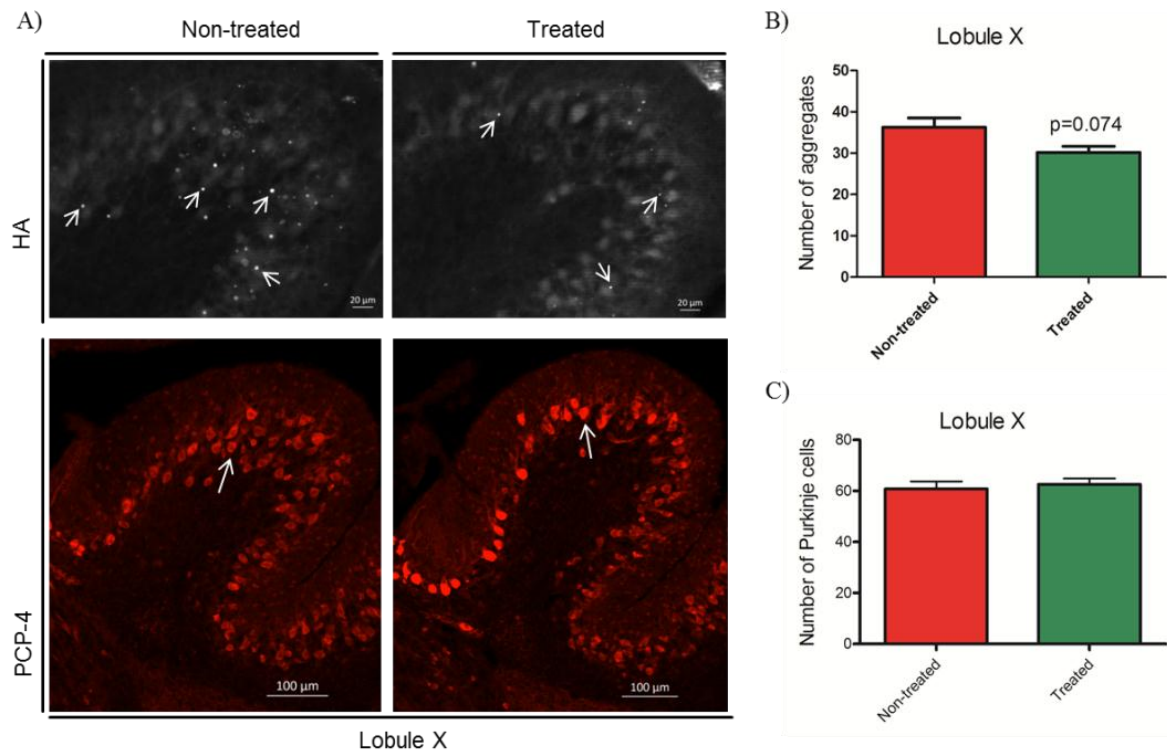 A)
Non-treated
Treated
HA
20 µm
20 µm
PCP-4
100 µm
100 µm
Lobule X
B)
Lobule X
Number of aggregates
50
40
30
20
10
0
p=0.074
Non-treated
Treated
C)
Lobule X
Number of Purkinje cells
80
60
40
20
0
Non-treated
Treated